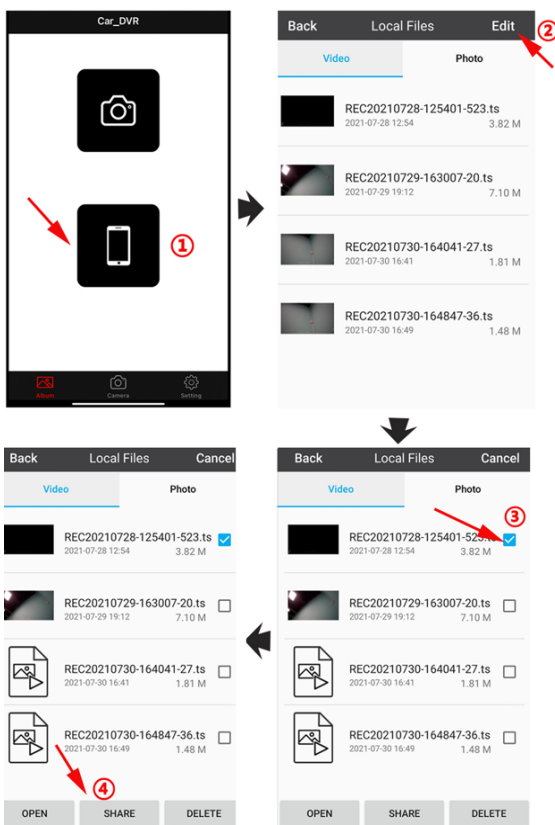 Car_DVR
①
Album
Camera
Setting
Back Local Files Edit
②
Video Photo
REC20210728-125401-523.ts
2021-07-28 12:54 3.82 M
REC20210729-163007-20.ts
2021-07-29 19:12 7.10 M
REC20210730-164041-27.ts
2021-07-30 16:41 1.81 M
REC20210730-164847-36.ts
2021-07-30 16:49 1.48 M
Back Local Files Cancel
Video Photo
③
REC20210728-125401-523.ts
2021-07-28 12:54 3.82 M
REC20210729-163007-20.ts
2021-07-29 19:12 7.10 M
REC20210730-164041-27.ts
2021-07-30 16:41 1.81 M
REC20210730-164847-36.ts
2021-07-30 16:49 1.48 M
OPEN SHARE DELETE
Back Local Files Cancel
Video Photo
REC20210728-125401-523.ts
2021-07-28 12:54 3.82 M
REC20210729-163007-20.ts
2021-07-29 19:12 7.10 M
REC20210730-164041-27.ts
2021-07-30 16:41 1.81 M
REC20210730-164847-36.ts
2021-07-30 16:49 1.48 M
④
OPEN SHARE DELETE